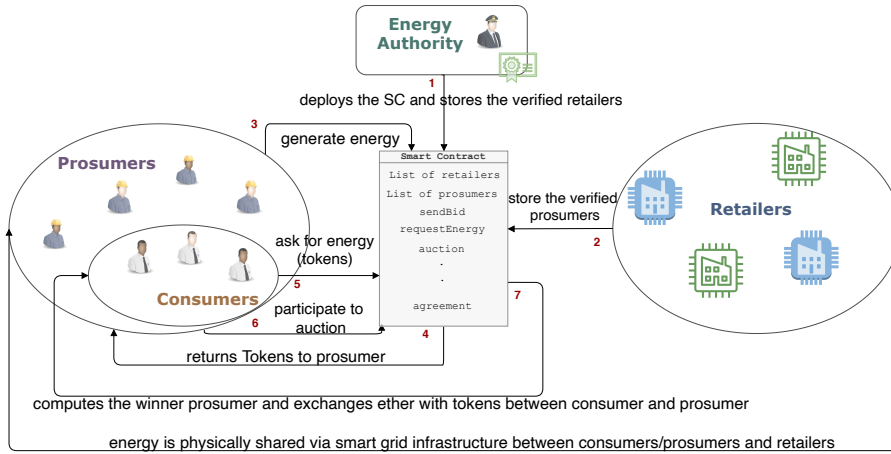 Energy
Authority
1
deploys the SC and stores the verified retailers
3
generate energy
Prosumers
Smart Contract
List of retailers
List of prosumers
sendBid
requestEnergy
auction
.
.
agreement
store the verified
prosumers
2
Retailers
ask for energy
(tokens)
5
Consumers
7
6
participate to
auction
4
returns Tokens to prosumer
computes the winner prosumer and exchanges ether with tokens between consumer and prosumer
energy is physically shared via smart grid infrastructure between consumers/prosumers and retailers